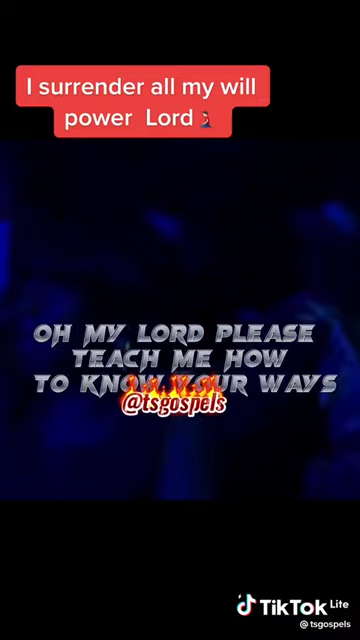 I surrender all my will
power Lord
OH MY LORD PLEASE
TEACH ME HOW
TO KNOW YOUR WAYS
@tsgospels
TikTok Lite
@tsgospels